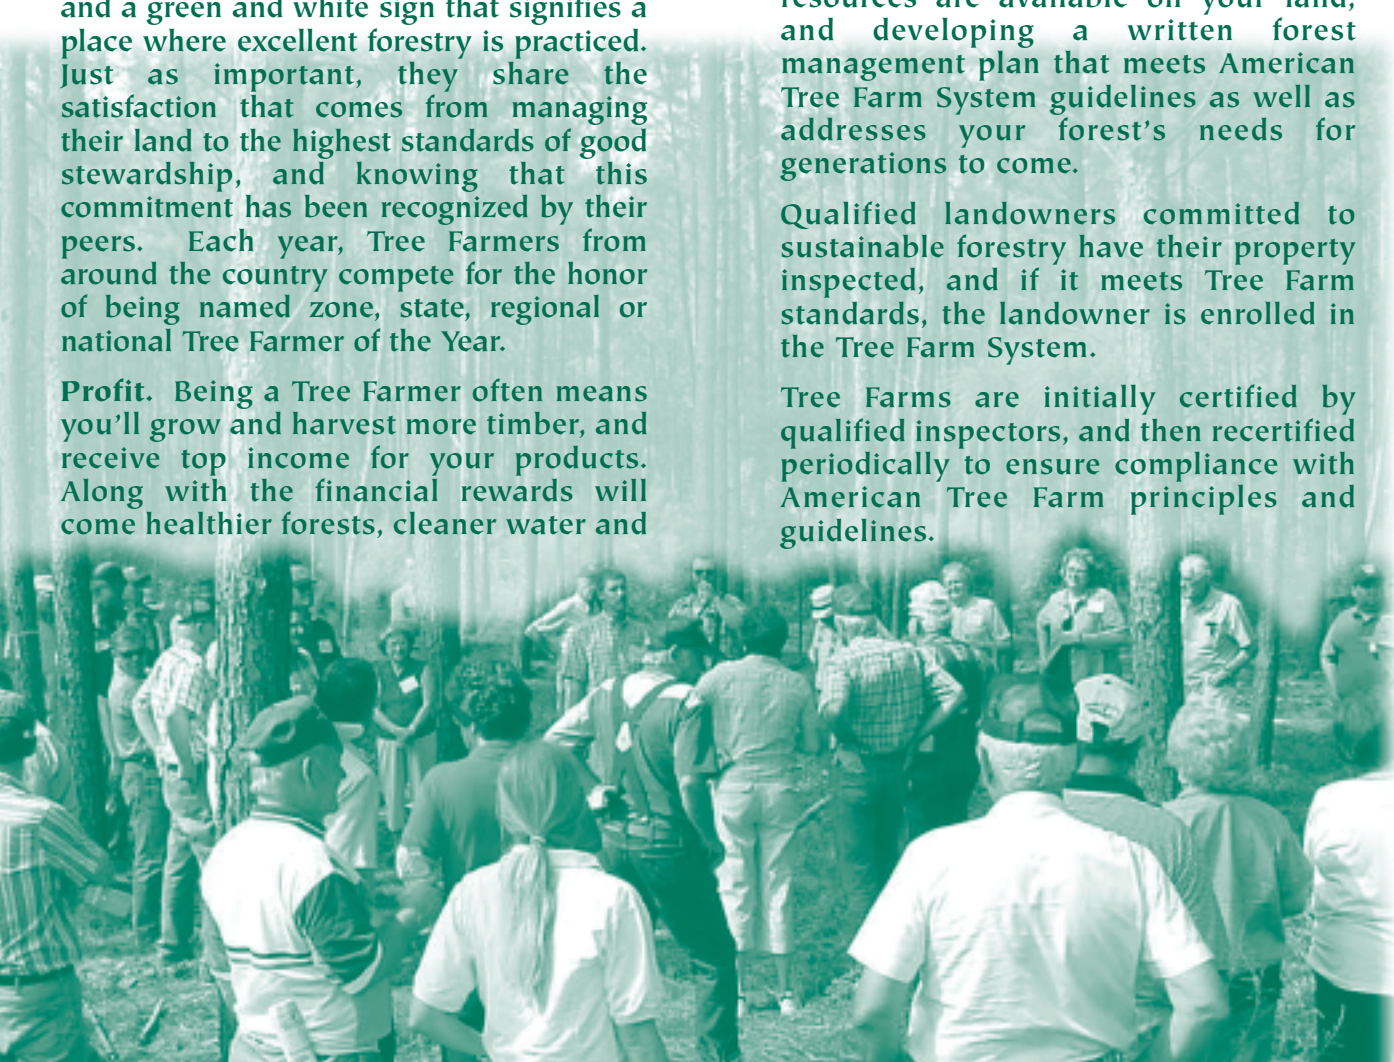 and a green and white sign that signifies a
place where excellent forestry is practiced.
Just as important, they share the
satisfaction that comes from managing
their land to the highest standards of good
stewardship, and knowing that this
commitment has been recognized by their
peers. Each year, Tree Farmers from
around the country compete for the honor
of being named zone, state, regional or
national Tree Farmer of the Year.
Profit. Being a Tree Farmer often means
you'll grow and harvest more timber, and
receive top income for your products.
Along with the financial rewards will
come healthier forests, cleaner water and
resources are available on your land,
and developing a written forest
management plan that meets American
Tree Farm System guidelines as well as
addresses your forest's needs for
generations to come.
Qualified landowners committed to
sustainable forestry have their property
inspected, and if it meets Tree Farm
standards, the landowner is enrolled in
the Tree Farm System.
Tree Farms are initially certified by
qualified inspectors, and then recertified
periodically to ensure compliance with
American Tree Farm principles and
guidelines.